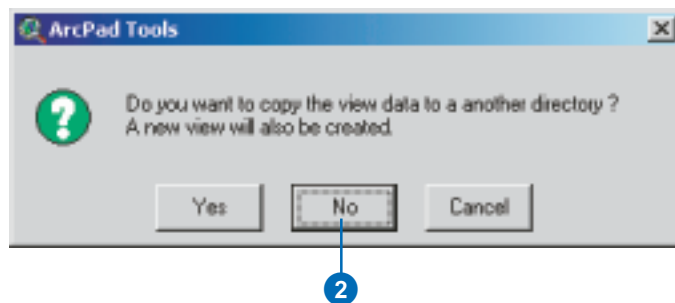 ArcPad Tools
Do you want to copy the view data to a another directory ?
A new view will also be created.
Yes No Cancel
2